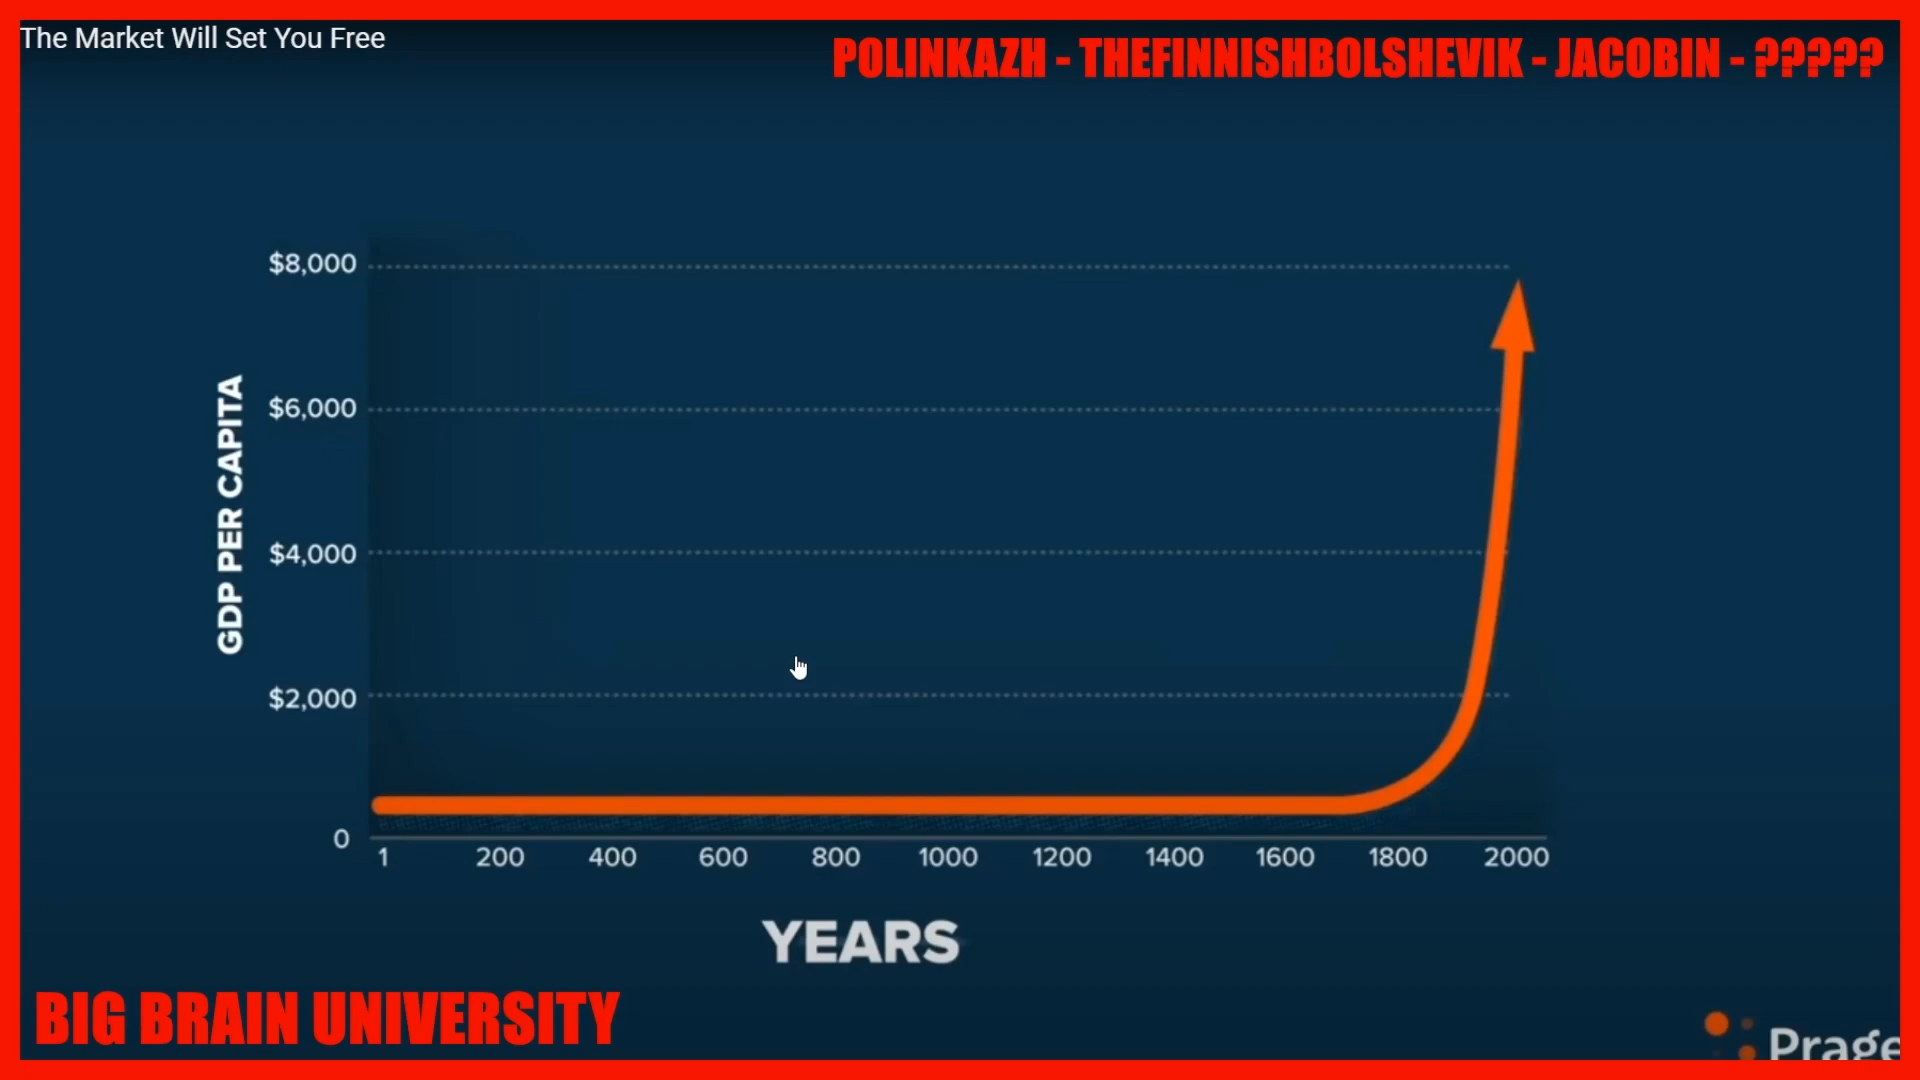 The Market Will Set You Free
POLINKAZH - THEFINNISHBOLSHEVIK - JACOBIN - ?????
$8,000
$6,000
$4,000
$2,000
0
GDP PER CAPITA
1 200 400 600 800 1000 1200 1400 1600 1800 2000
YEARS
BIG BRAIN UNIVERSITY
Prage